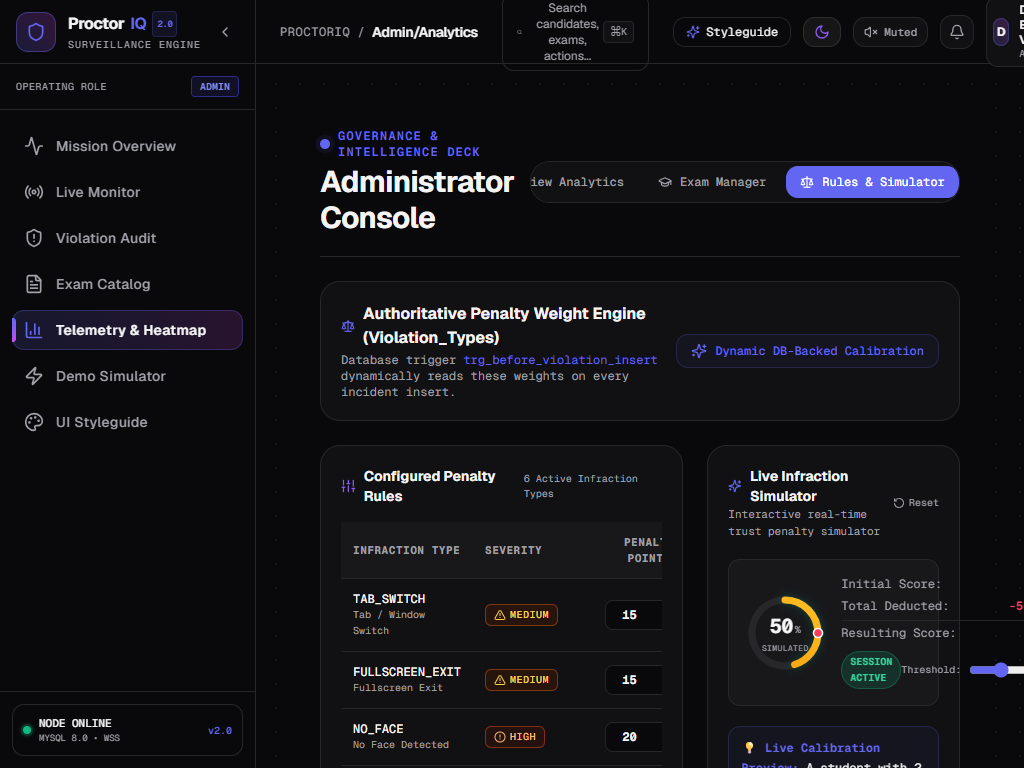 Proctor IQ 2.0
SURVEILLANCE ENGINE
OPERATING ROLE
ADMIN
Mission Overview
Live Monitor
Violation Audit
Exam Catalog
Telemetry & Heatmap
Demo Simulator
UI Styleguide
NODE ONLINE
MYSQL 8.0 • WSS
v2.0
PROCTORIQ / Admin/Analytics
Search
candidates,
exams,
actions…
⌘K
Styleguide
Muted
D
GOVERNANCE &
INTELLIGENCE DECK
Administrator
Console
Analytics
Exam Manager
Rules & Simulator
Authoritative Penalty Weight Engine
(Violation_Types)
Database trigger trg_before_violation_insert
dynamically reads these weights on every
incident insert.
Dynamic DB-Backed Calibration
Configured Penalty
Rules
6 Active Infraction
Types
INFRACTION TYPE
SEVERITY
TAB_SWITCH
Tab / Window
Switch
MEDIUM
15
FULLSCREEN_EXIT
Fullscreen Exit
MEDIUM
15
NO_FACE
No Face Detected
HIGH
20
Live Infraction
Simulator
Interactive real-time
trust penalty simulator
Reset
50%
SIMULATED
Initial Score:
Total Deducted:
-5
Resulting Score:
SESSION
ACTIVE
Threshold:
Live Calibration
Preview: A student with 2